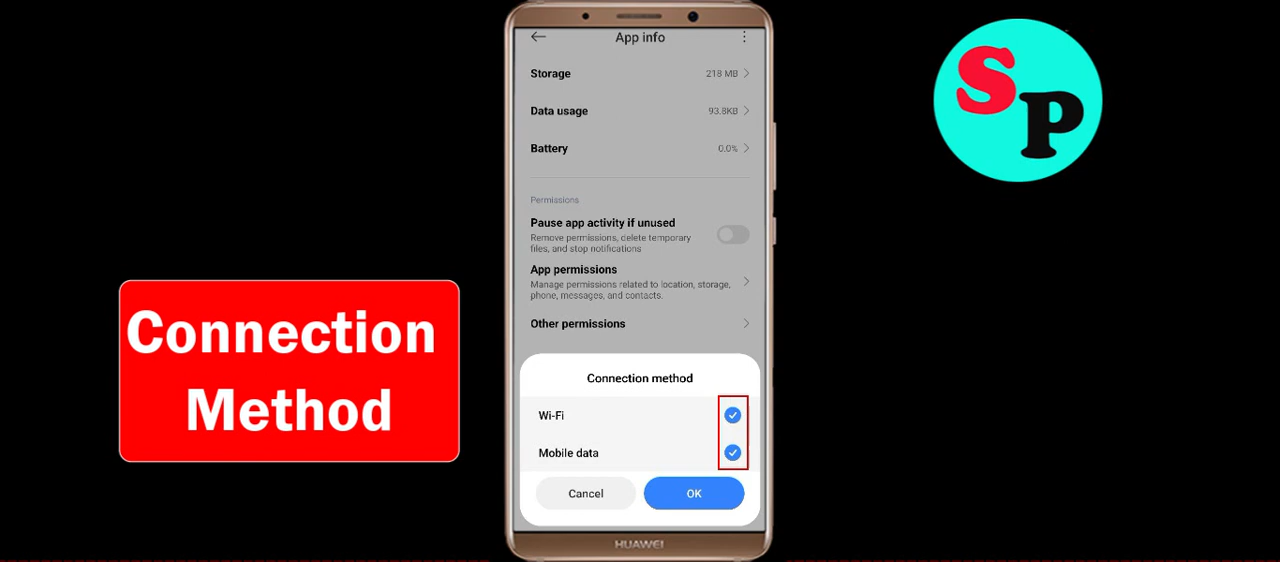 App info
Storage 218 MB
Data usage 93.8KB
Battery 0.0%
Permissions
Pause app activity if unused
Remove permissions, delete temporary
files, and stop notifications
App permissions
Manage permissions related to location, storage,
phone, messages, and contacts.
Other permissions
Connection method
Wi-Fi
Mobile data
Cancel OK
HUAWEI
Connection
Method
SP